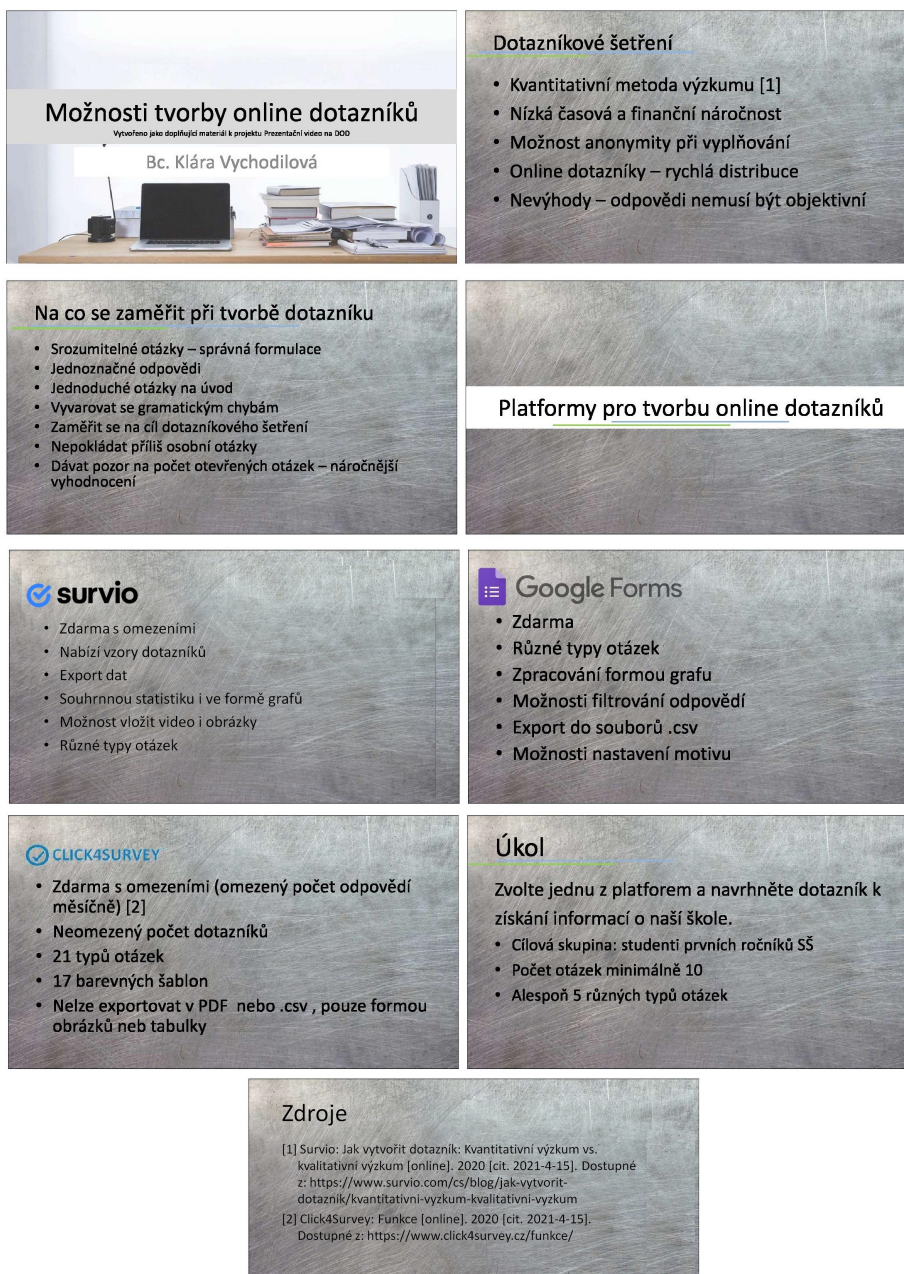 Možnosti tvorby online dotazníků
Vytvořeno jako doplňující materiál k projektu Prezentační video na DOD
Bc. Klára Vychodilová
Dotazníkové šetření
• Kvantitativní metoda výzkumu [1]
• Nízká časová a finanční náročnost
• Možnost anonymity při vyplňování
• Online dotazníky – rychlá distribuce
• Nevýhody – odpovědi nemusí být objektivní
Na co se zaměřit při tvorbě dotazníku
• Srozumitelné otázky – správná formulace
• Jednoznačné odpovědi
• Jednoduché otázky na úvod
• Vyvarovat se gramatickým chybám
• Zaměřit se na cíl dotazníkového šetření
• Nepokládat příliš osobní otázky
• Dávat pozor na počet otevřených otázek – náročnější
vyhodnocení
Platformy pro tvorbu online dotazníků
survio
• Zdarma s omezeními
• Nabízí vzory dotazníků
• Export dat
• Souhrnnou statistiku i ve formě grafů
• Možnost vložit video i obrázky
• Různé typy otázek
Google Forms
• Zdarma
• Různé typy otázek
• Zpracování formou grafu
• Možnosti filtrování odpovědí
• Export do souborů .csv
• Možnosti nastavení motivu
CLICK4SURVEY
• Zdarma s omezeními (omezený počet odpovědí
měsíčně) [2]
• Neomezený počet dotazníků
• 21 typů otázek
• 17 barevných šablon
• Nelze exportovat v PDF nebo .csv , pouze formou
obrázků neb tabulky
Úkol
Zvolte jednu z platforem a navrhněte dotazník k
získání informací o naší škole.
• Cílová skupina: studenti prvních ročníků SŠ
• Počet otázek minimálně 10
• Alespoň 5 různých typů otázek
Zdroje
[1] Survio: Jak vytvořit dotazník: Kvantitativní výzkum vs.
kvalitativní výzkum [online]. 2020 [cit. 2021-4-15]. Dostupné
z: https://www.survio.com/cs/blog/jak-vytvorit-
dotaznik/kvantitativni-vyzkum-kvalitativni-vyzkum
[2] Click4Survey: Funkce [online]. 2020 [cit. 2021-4-15].
Dostupné z: https://www.click4survey.cz/funkce/